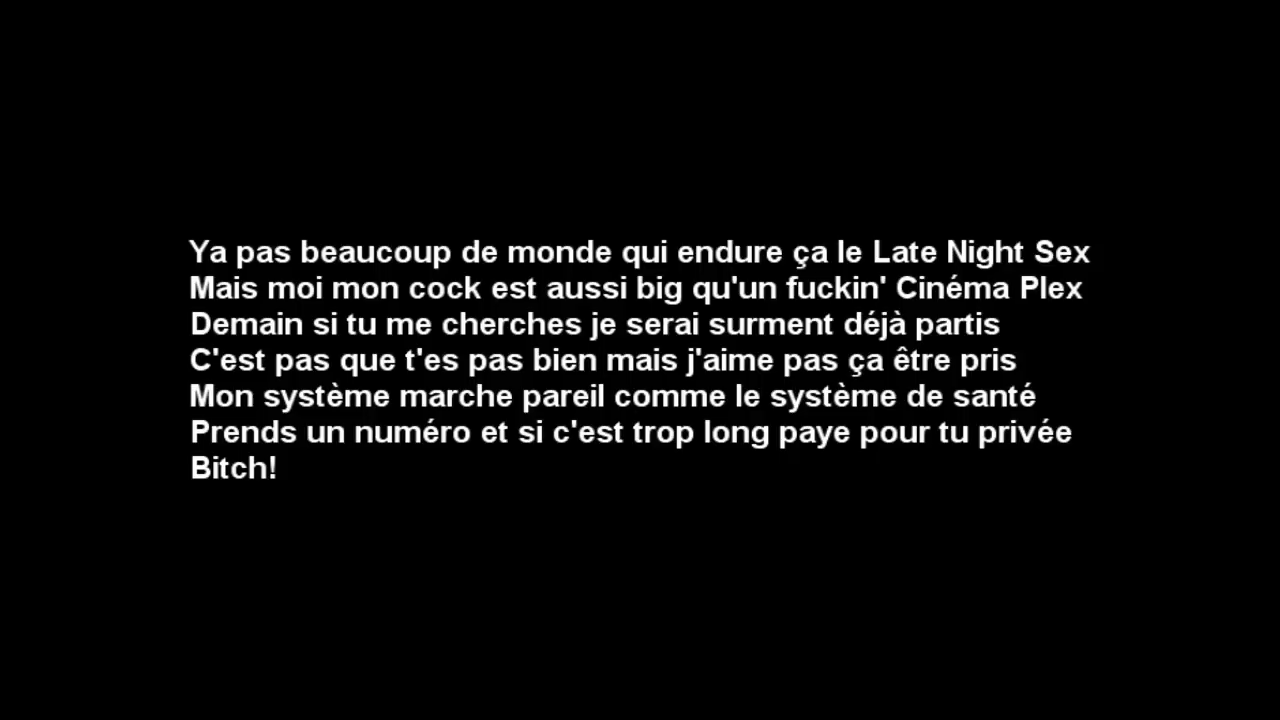 Ya pas beaucoup de monde qui endure ça le Late Night Sex
Mais moi mon cock est aussi big qu'un fuckin' Cinéma Plex
Demain si tu me cherches je serai surment déjà partis
C'est pas que t'es pas bien mais j'aime pas ça être pris
Mon système marche pareil comme le système de santé
Prends un numéro et si c'est trop long paye pour tu privée
Bitch!